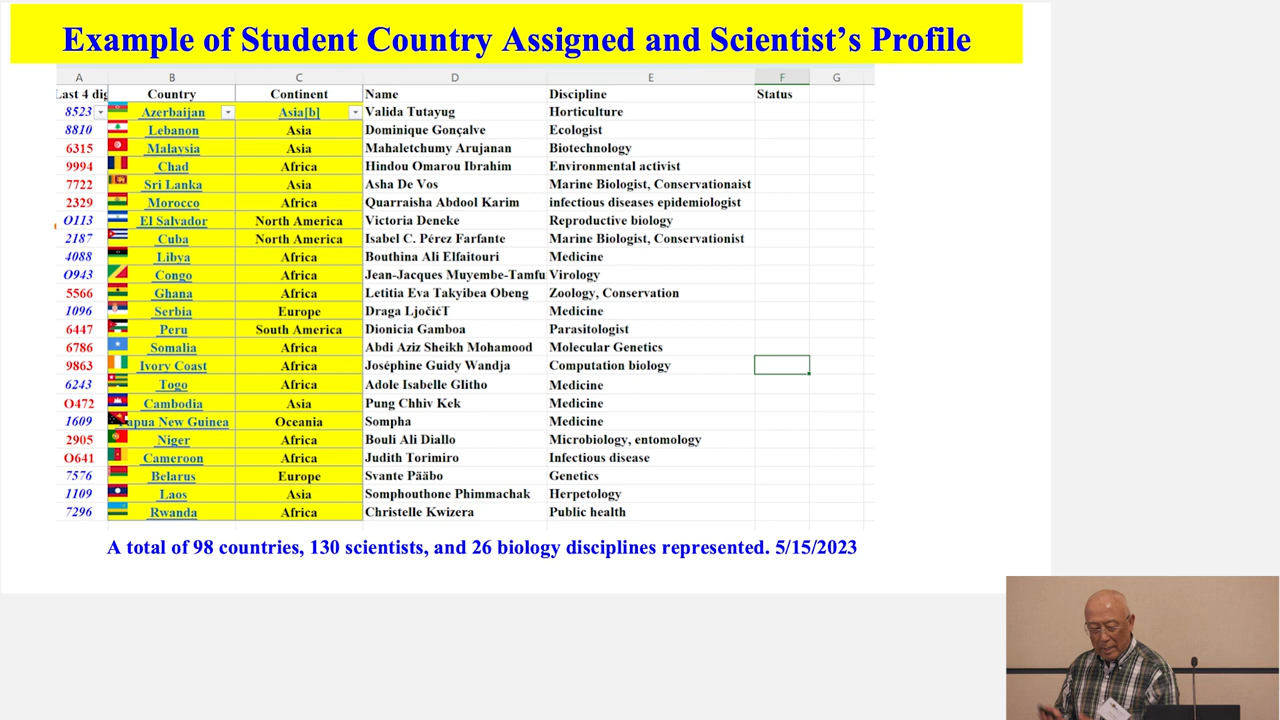 Example of Student Country Assigned and Scientist's Profile
A B C D E F G
Last 4 dig Country Continent Name Discipline Status
8523 Azerbaijan Asia[b] Valida Tutayug Horticulture
8810 Lebanon Asia Dominique Gonçalve Ecologist
6315 Malaysia Asia Mahaletchumy Arujanan Biotechnology
9994 Chad Africa Hindou Omarou Ibrahim Environmental activist
7722 Sri Lanka Asia Asha De Vos Marine Biologist, Conservationaist
2329 Morocco Africa Quarraisha Abdool Karim infectious diseases epidemiologist
O113 El Salvador North America Victoria Deneke Reproductive biology
2187 Cuba North America Isabel C. Pérez Farfante Marine Biologist, Conservationist
4088 Libya Africa Bouthina Ali Elfaitouri Medicine
O943 Congo Africa Jean-Jacques Muyembe-Tamfu Virology
5566 Ghana Africa Letitia Eva Takyibea Obeng Zoology, Conservation
1096 Serbia Europe Draga LjočićT Medicine
6447 Peru South America Dionicia Gamboa Parasitologist
6786 Somalia Africa Abdi Aziz Sheikh Mohamood Molecular Genetics
9863 Ivory Coast Africa Joséphine Guidy Wandja Computation biology
6243 Togo Africa Adole Isabelle Glitho Medicine
O472 Cambodia Asia Pung Chhiv Kek Medicine
1609 Papua New Guinea Oceania Sompha Medicine
2905 Niger Africa Bouli Ali Diallo Microbiology, entomology
O641 Cameroon Africa Judith Torimiro Infectious disease
7576 Belarus Europe Svante Pääbo Genetics
1109 Laos Asia Somphouthone Phimmachak Herpetology
7296 Rwanda Africa Christelle Kwizera Public health
A total of 98 countries, 130 scientists, and 26 biology disciplines represented. 5/15/2023